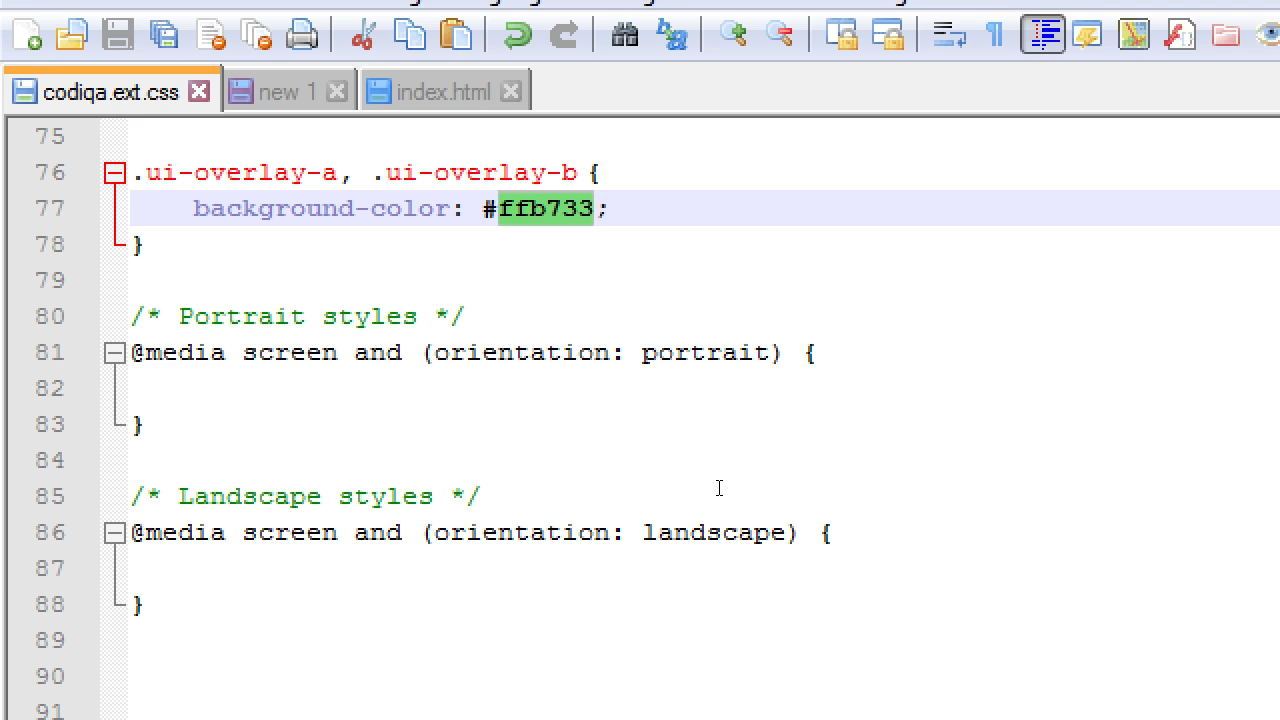 codiqa.ext.css new 1 index.html
75
76 .ui-overlay-a, .ui-overlay-b {
77 background-color: #ffb733;
78 }
79
80 /* Portrait styles */
81 @media screen and (orientation: portrait) {
82
83 }
84
85 /* Landscape styles */
86 @media screen and (orientation: landscape) {
87
88 }
89
90
91